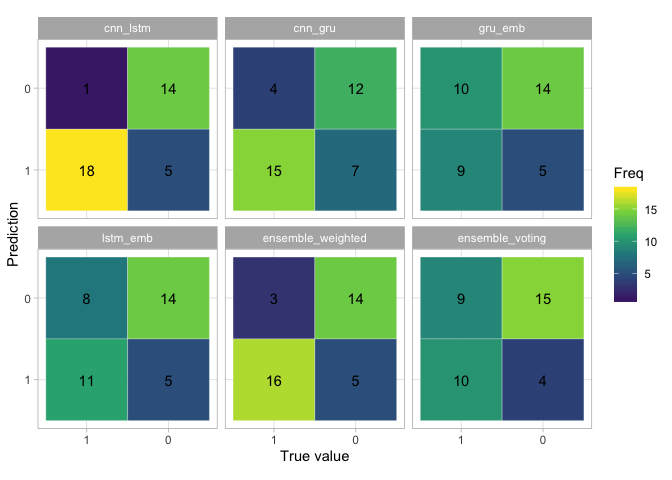 cnn_lstm cnn_gru gru_emb
0 1 14 4 12 10 14
1 18 5 15 7 9 5
lstm_emb ensemble_weighted ensemble_voting
0 8 14 3 14 9 15
1 11 5 16 5 10 4
1 0 1 0 1 0
True value
Prediction
Freq
15
10
5